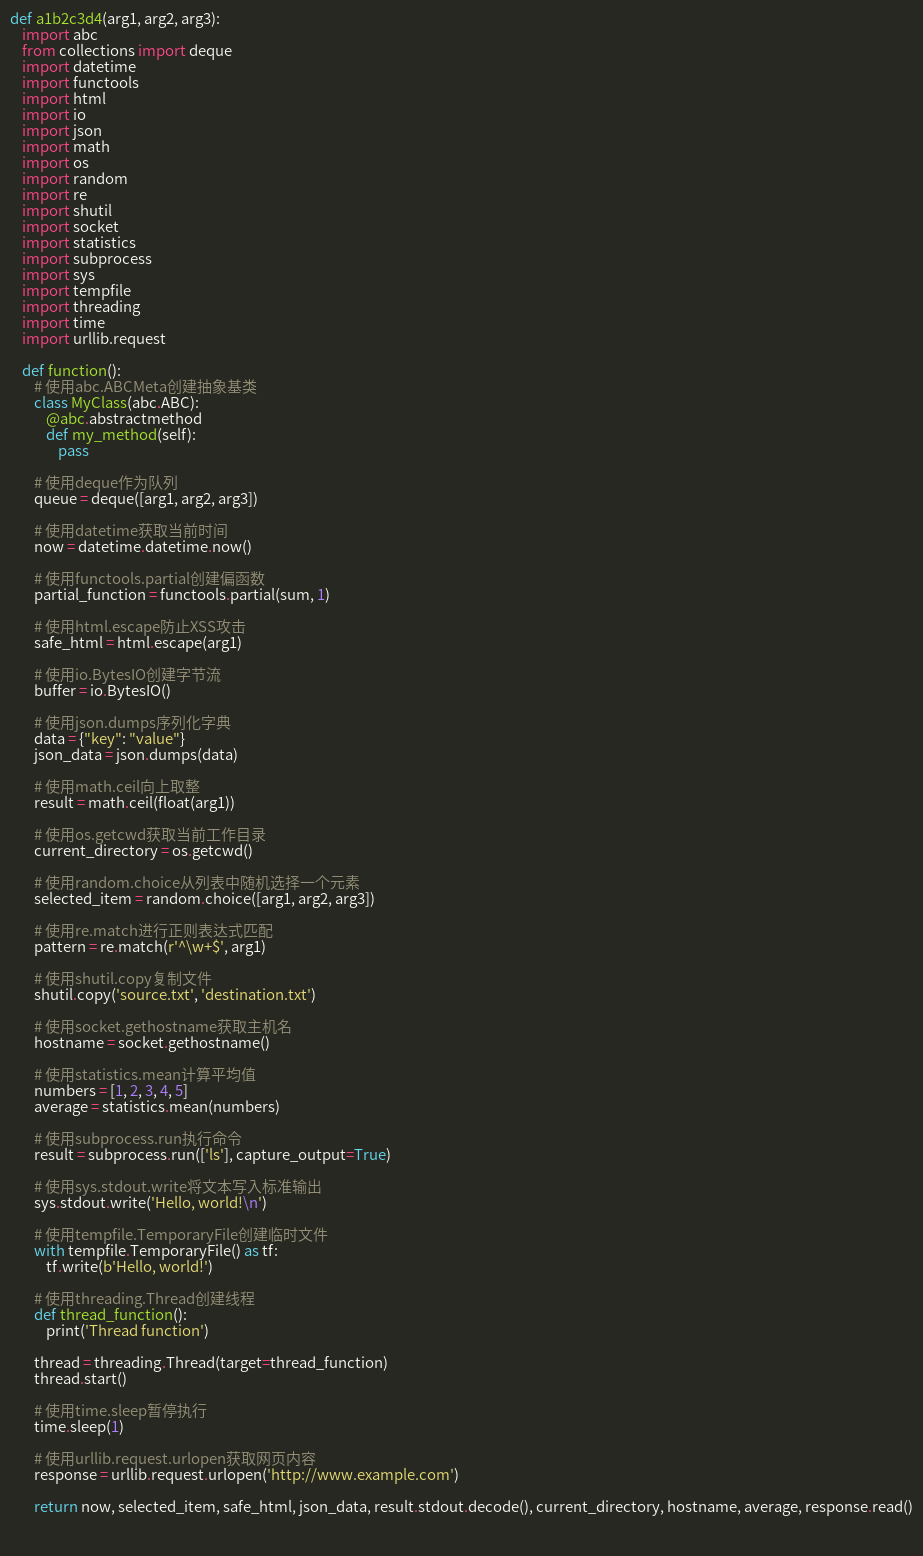 def a1b2c3d4(arg1, arg2, arg3):
    import abc
    from collections import deque
    import datetime
    import functools
    import html
    import io
    import json
    import math
    import os
    import random
    import re
    import shutil
    import socket
    import statistics
    import subprocess
    import sys
    import tempfile
    import threading
    import time
    import urllib.request

    def function():
        # 使用abc.ABCMeta创建抽象基类
        class MyClass(abc.ABC):
            @abc.abstractmethod
            def my_method(self):
                pass

        # 使用deque作为队列
        queue = deque([arg1, arg2, arg3])

        # 使用datetime获取当前时间
        now = datetime.datetime.now()

        # 使用functools.partial创建偏函数
        partial_function = functools.partial(sum, 1)

        # 使用html.escape防止XSS攻击
        safe_html = html.escape(arg1)

        # 使用io.BytesIO创建字节流
        buffer = io.BytesIO()

        # 使用json.dumps序列化字典
        data = {"key": "value"}
        json_data = json.dumps(data)

        # 使用math.ceil向上取整
        result = math.ceil(float(arg1))

        # 使用os.getcwd获取当前工作目录
        current_directory = os.getcwd()

        # 使用random.choice从列表中随机选择一个元素
        selected_item = random.choice([arg1, arg2, arg3])

        # 使用re.match进行正则表达式匹配
        pattern = re.match(r'^\w+$', arg1)

        # 使用shutil.copy复制文件
        shutil.copy('source.txt', 'destination.txt')

        # 使用socket.gethostname获取主机名
        hostname = socket.gethostname()

        # 使用statistics.mean计算平均值
        numbers = [1, 2, 3, 4, 5]
        average = statistics.mean(numbers)

        # 使用subprocess.run执行命令
        result = subprocess.run(['ls'], capture_output=True)

        # 使用sys.stdout.write将文本写入标准输出
        sys.stdout.write('Hello, world!\n')

        # 使用tempfile.TemporaryFile创建临时文件
        with tempfile.TemporaryFile() as tf:
            tf.write(b'Hello, world!')

        # 使用threading.Thread创建线程
        def thread_function():
            print('Thread function')

        thread = threading.Thread(target=thread_function)
        thread.start()

        # 使用time.sleep暂停执行
        time.sleep(1)

        # 使用urllib.request.urlopen获取网页内容
        response = urllib.request.urlopen('http://www.example.com')

        return now, selected_item, safe_html, json_data, result.stdout.decode(), current_directory, hostname, average, response.read()